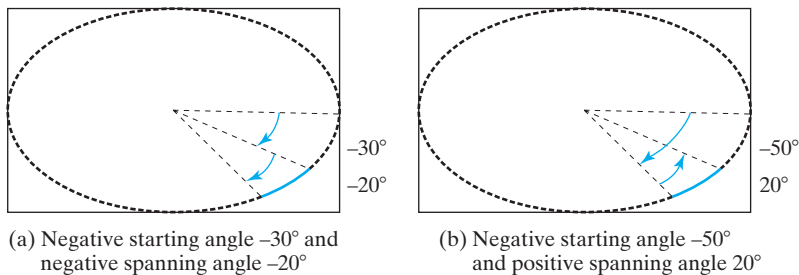 –30°
–20°
(a) Negative starting angle –30° and
negative spanning angle –20°
–50°
20°
(b) Negative starting angle –50°
and positive spanning angle 20°